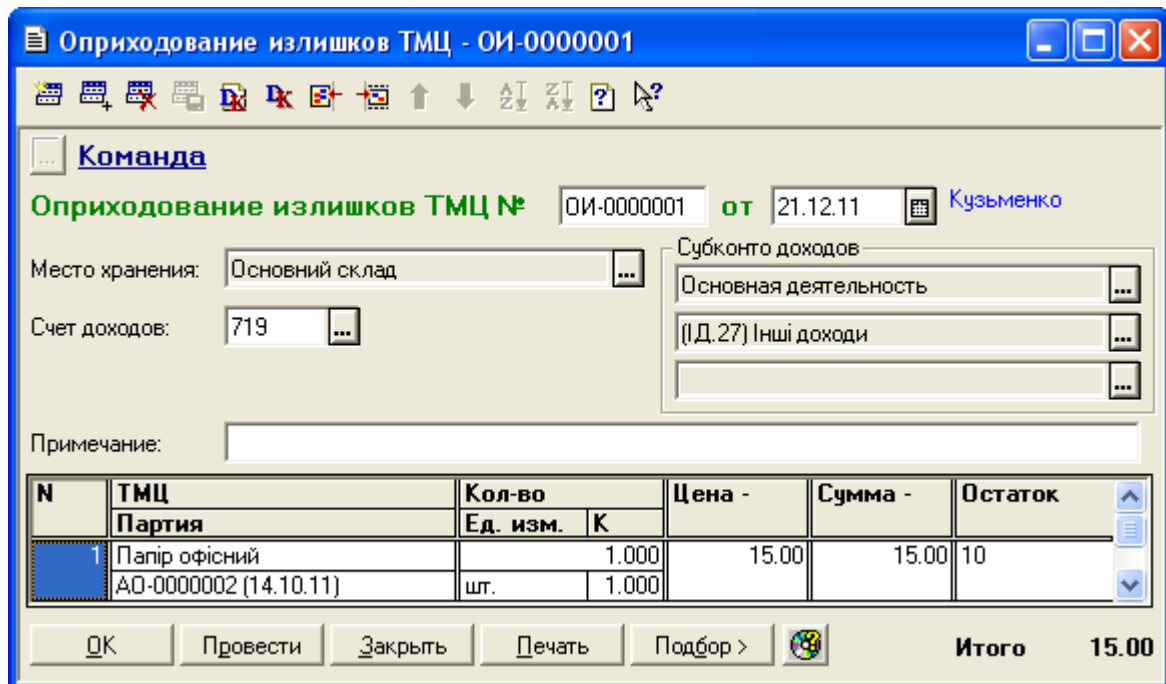 Оприходование излишков ТМЦ - ОИ-0000001
... Команда
Оприходование излишков ТМЦ № ОИ-0000001 от 21.12.11 Кузьменко
Субконто доходов
Место хранения: Основний склад ...
Основная деятельность ...
Счет доходов: 719 ...
(І.Д.27) Інші доходи ...
...
Примечание:
N ТМЦ Кол-во Цена - Сумма - Остаток
Партия Ед. изм. К
1 Папір офісний 1.000 15.00 15.00 10
АО-0000002 (14.10.11) шт. 1.000
OK Провести Закрыть Печать Подбор > Итого 15.00